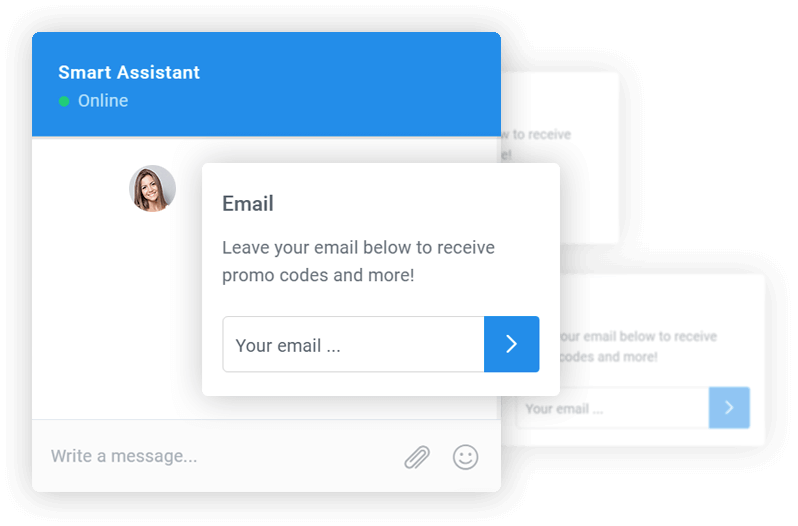 Smart Assistant
Online
w to receive
e!
Email
Leave your email below to receive
promo codes and more!
Your email ...
our email below to receive
codes and more!
Your email ...
Write a message...